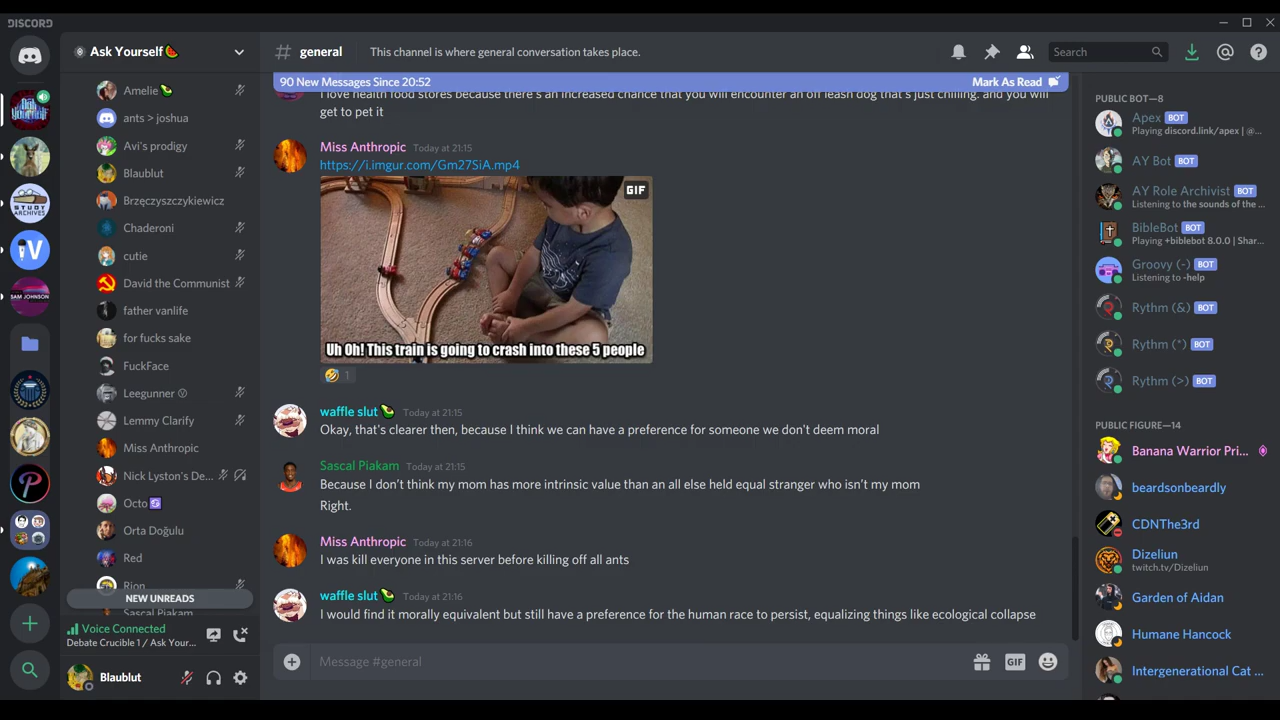 DISCORD
Ask Yourself🍉
general
This channel is where general conversation takes place.
Search
Amelie🥑
ants > joshua
Avi's prodigy
Blaublut
Brzęczyszczykiewicz
Chaderoni
cutie
David the Communist
father vanlife
for fucks sake
FuckFace
Leegunner Ⓥ
Lemmy Clarify
Miss Anthropic
Nick Lyston's De...
Octo
Orta Doğulu
Red
Rion
NEW UNREADS
Sascal Piakam
Voice Connected
Debate Crucible 1 / Ask Your...
Blaublut
SAM JOHNSON
STUDY
ARCHIVES
90 New Messages Since 20:52
Mark As Read
I love health food stores because there's an increased chance that you will encounter an off leash dog that's just chilling. and you will
get to pet it
Miss Anthropic Today at 21:15
https://i.imgur.com/Gm27SiA.mp4
GIF
Uh Oh! This train is going to crash into these 5 people
🤣 1
waffle slut🥑 Today at 21:15
Okay, that's clearer then, because I think we can have a preference for someone we don't deem moral
Sascal Piakam Today at 21:15
Because I don't think my mom has more intrinsic value than an all else held equal stranger who isn't my mom
Right.
Miss Anthropic Today at 21:16
I was kill everyone in this server before killing off all ants
waffle slut🥑 Today at 21:16
I would find it morally equivalent but still have a preference for the human race to persist, equalizing things like ecological collapse
Message #general
GIF
PUBLIC BOT—8
Apex BOT
Playing discord.link/apex | @...
AY Bot BOT
AY Role Archivist BOT
Listening to the sounds of the ...
BibleBot BOT
Playing +biblebot 8.0.0 | Shar...
Groovy (-) BOT
Listening to -help
Rythm (&) BOT
Rythm (*) BOT
Rythm (>) BOT
PUBLIC FIGURE—14
Banana Warrior Pri...
beardsonbeardly
CDNThe3rd
Dizeliun
twitch.tv/Dizeliun
Garden of Aidan
Humane Hancock
Intergenerational Cat ...